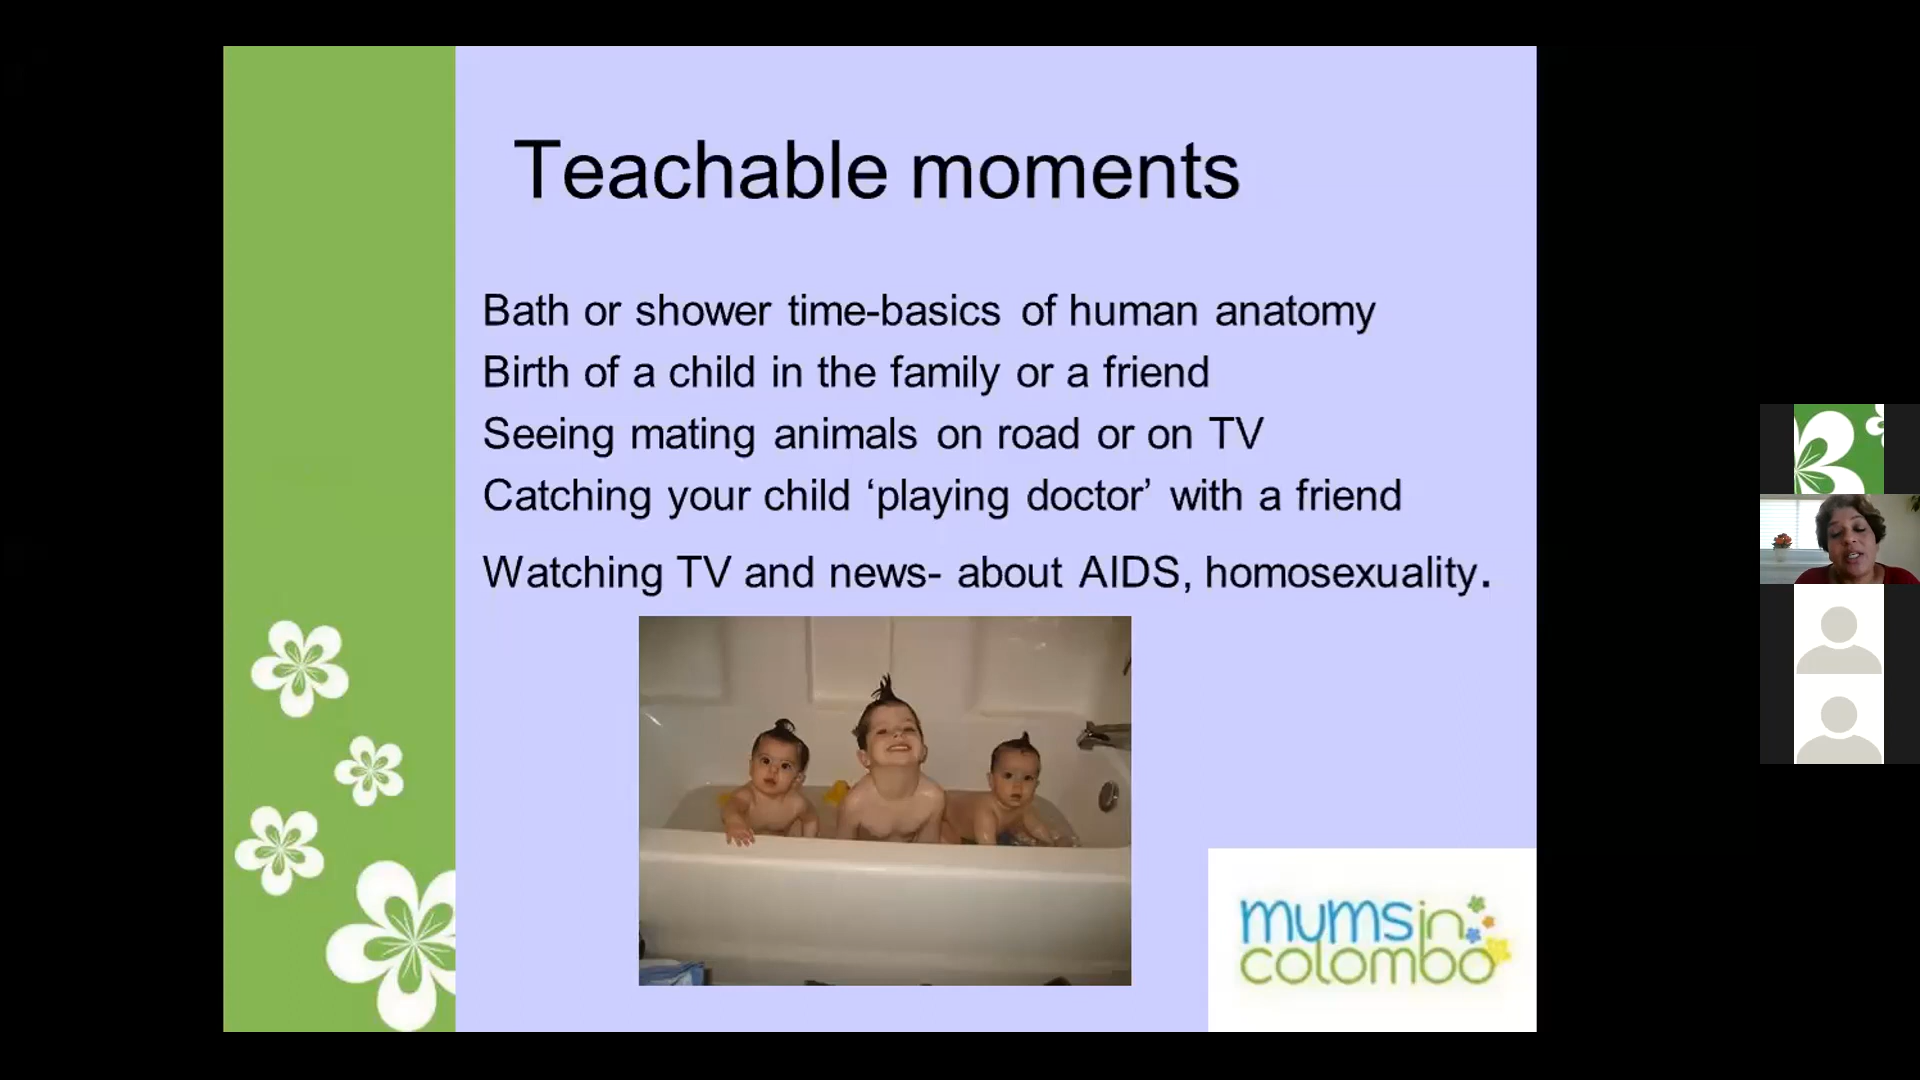 Teachable moments
Bath or shower time-basics of human anatomy
Birth of a child in the family or a friend
Seeing mating animals on road or on TV
Catching your child ‘playing doctor’ with a friend
Watching TV and news- about AIDS, homosexuality.
mumsin
colombo